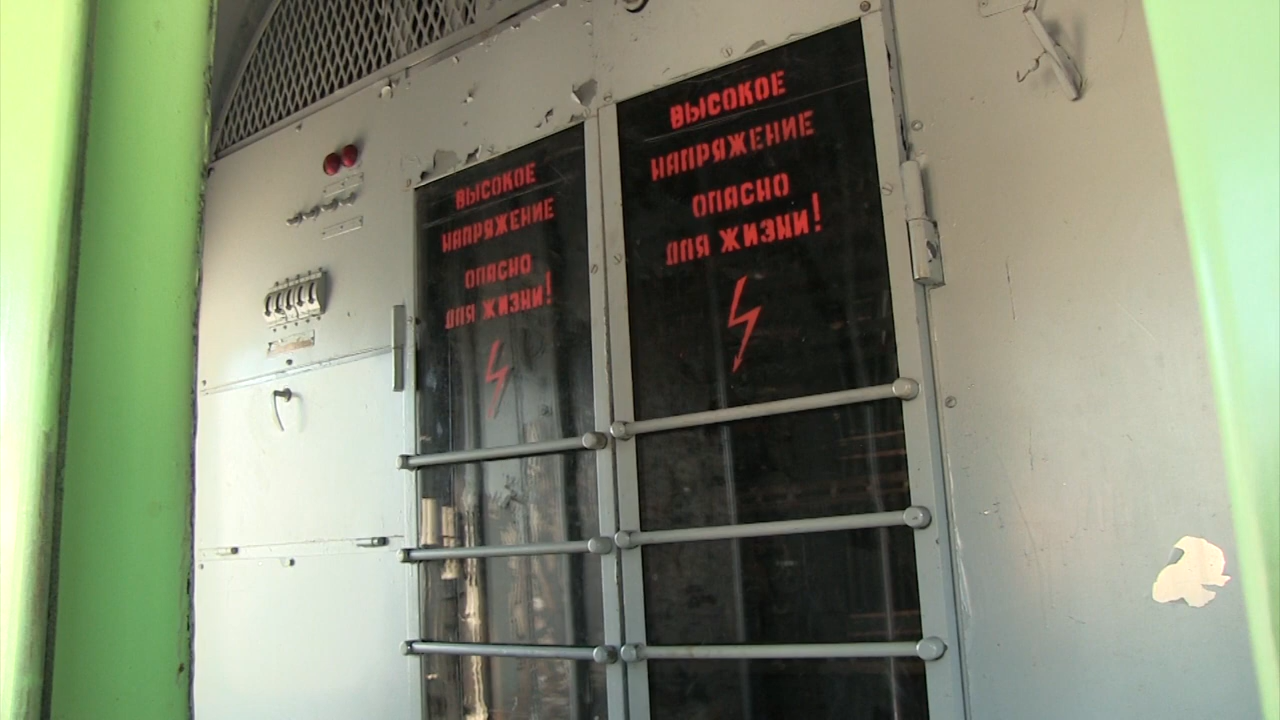 ВЫСОКОЕ
НАПРЯЖЕНИЕ
ОПАСНО
ДЛЯ ЖИЗНИ!
ВЫСОКОЕ
НАПРЯЖЕНИЕ
ОПАСНО
ДЛЯ ЖИЗНИ!